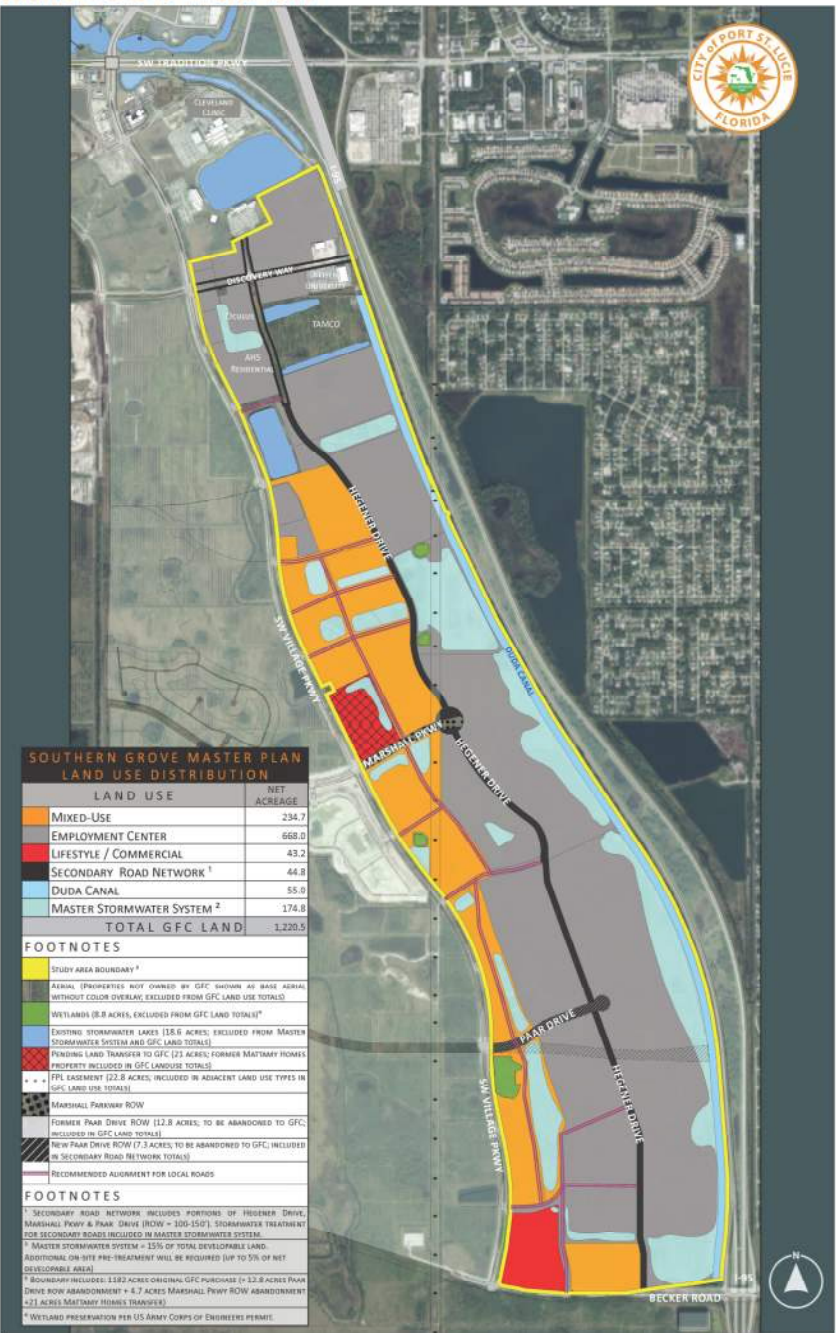 CITY of PORT ST. LUCIE
FLORIDA
SW TRADITION PKWY
CLEVELAND
CLINIC
I-95
DISCOVERY WAY
KEISER
UNIVERSITY
OCULUS
TAMCO
AHS
RESIDENTIAL
HEGENER DRIVE
SW VILLAGE PKWY
DUDA CANAL
MARSHALL PKWY
HEGENER DRIVE
SOUTHERN GROVE MASTER PLAN
LAND USE DISTRIBUTION
LAND USE
NET
ACREAGE
MIXED-USE 234.7
EMPLOYMENT CENTER 668.0
LIFESTYLE / COMMERCIAL 43.2
SECONDARY ROAD NETWORK ¹ 44.8
DUDA CANAL 55.0
MASTER STORMWATER SYSTEM ² 174.8
TOTAL GFC LAND 1,220.5
FOOTNOTES
STUDY AREA BOUNDARY ³
AERIAL (PROPERTIES NOT OWNED BY GFC SHOWN AS BASE AERIAL
WITHOUT COLOR OVERLAY, EXCLUDED FROM GFC LAND USE TOTALS)
WETLANDS (8.8 ACRES, EXCLUDED FROM GFC LAND TOTALS)⁴
EXISTING STORMWATER LAKES (18.6 ACRES; EXCLUDED FROM MASTER
STORMWATER SYSTEM AND GFC LAND TOTALS)
PENDING LAND TRANSFER TO GFC (21 ACRES; FORMER MATTAMY HOMES
PROPERTY INCLUDED IN GFC LANDUSE TOTALS)
FPL EASEMENT (22.8 ACRES; INCLUDED IN ADJACENT LAND USE TYPES IN
GFC LAND USE TOTALS)
MARSHALL PARKWAY ROW
FORMER PAAR DRIVE ROW (12.8 ACRES; TO BE ABANDONED TO GFC;
INCLUDED IN GFC LAND TOTALS)
NEW PAAR DRIVE ROW (7.3 ACRES; TO BE ABANDONED TO GFC; INCLUDED
IN SECONDARY ROAD NETWORK TOTALS)
RECOMMENDED ALIGNMENT FOR LOCAL ROADS
FOOTNOTES
¹ SECONDARY ROAD NETWORK INCLUDES PORTIONS OF HEGENER DRIVE,
MARSHALL PKWY & PAAR DRIVE (ROW = 100-150'). STORMWATER TREATMENT
FOR SECONDARY ROADS INCLUDED IN MASTER STORMWATER SYSTEM.
² MASTER STORMWATER SYSTEM = 15% OF TOTAL DEVELOPABLE LAND.
ADDITIONAL ON-SITE PRE-TREATMENT WILL BE REQUIRED (UP TO 5% OF NET
DEVELOPABLE AREA)
³ BOUNDARY INCLUDES: 1182 ACRES ORIGINAL GFC PURCHASE (+ 12.8 ACRES PAAR
DRIVE ROW ABANDONMENT + 4.7 ACRES MARSHALL PKWY ROW ABANDONMENT
+21 ACRES MATTAMY HOMES TRANSFER)
⁴ WETLAND PRESERVATION PER US ARMY CORPS OF ENGINEERS PERMIT.
PAAR DRIVE
SW VILLAGE PKWY
HEGENER DRIVE
I-95
BECKER ROAD
N